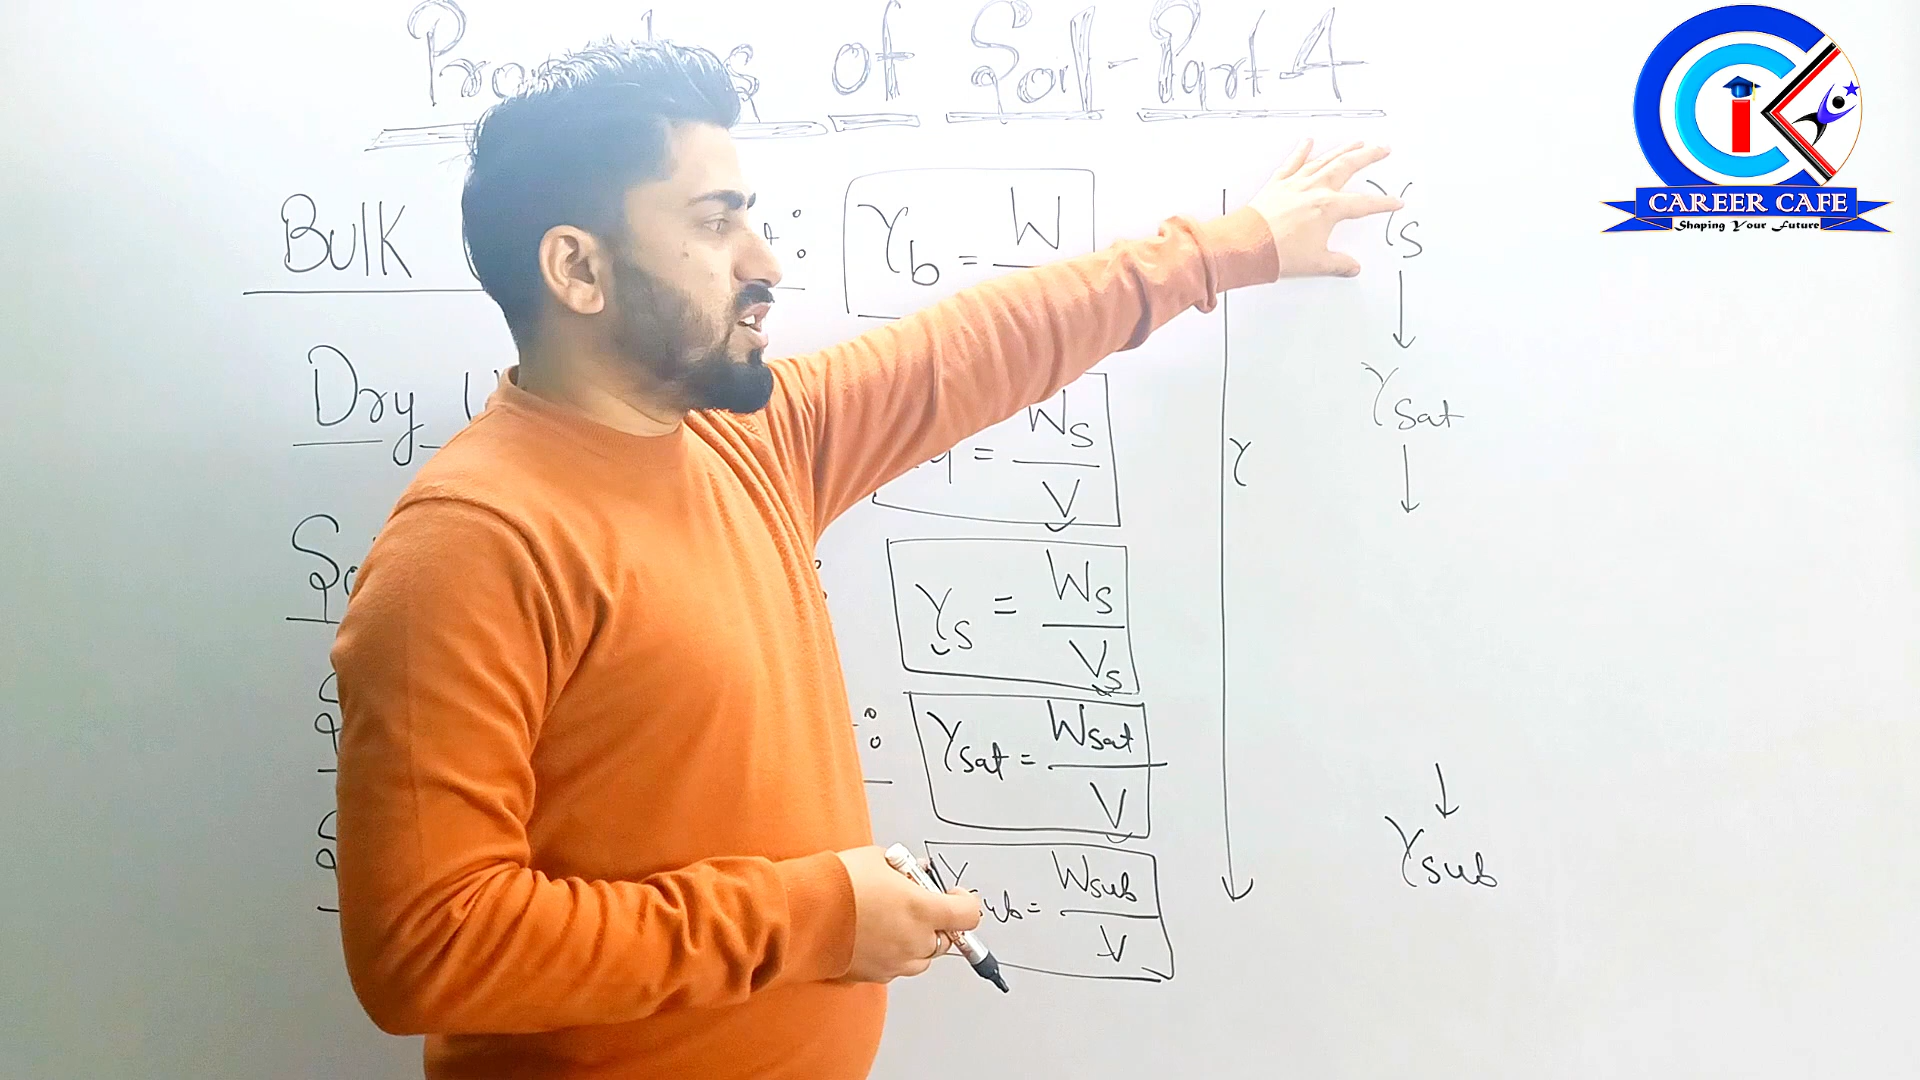 of Soil - Part A
CAREER CAFE
Shaping Your Future
Bulk
γb = W
γs
Dry
= Ws / V
γsat
γ
γs = Ws / Vs
γsat = Wsat / V
= Wsub / V
γsub